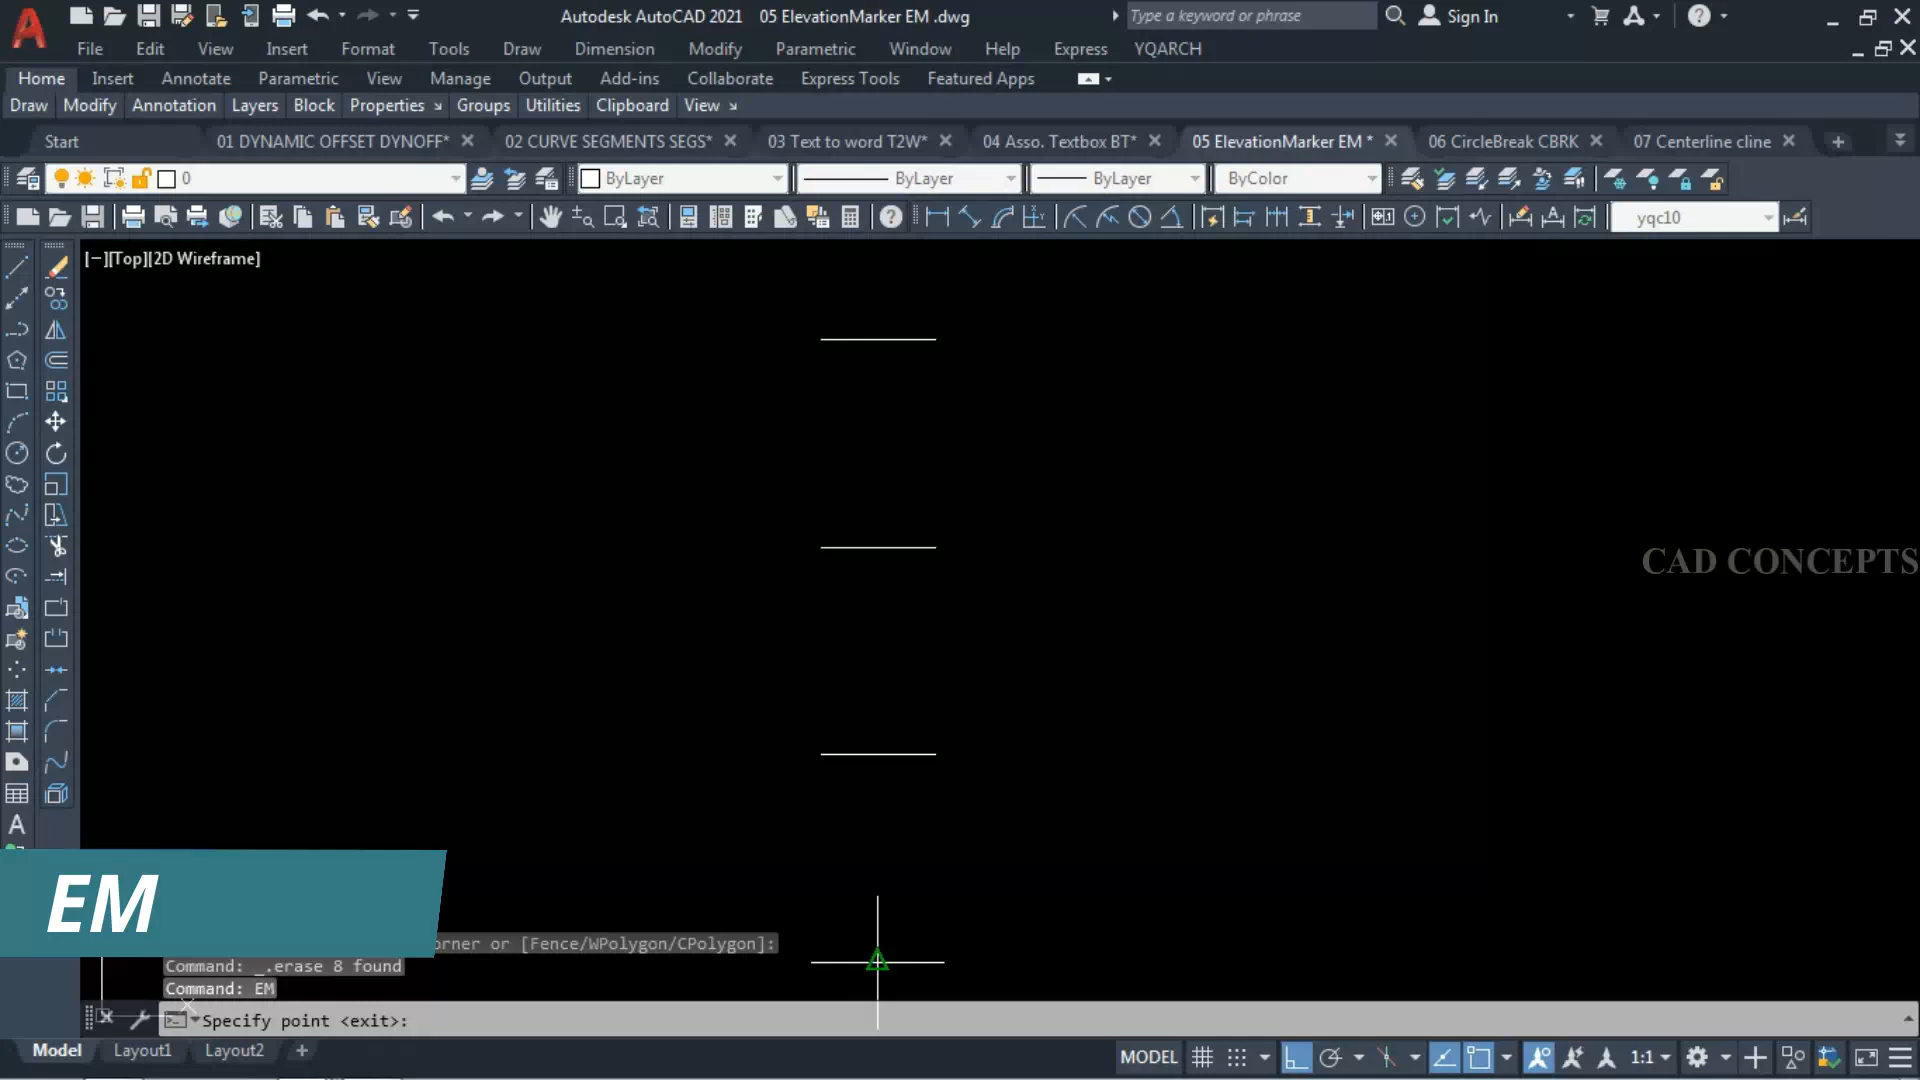 Autodesk AutoCAD 2021 05 ElevationMarker EM .dwg
Type a keyword or phrase
Sign In
File Edit View Insert Format Tools Draw Dimension Modify Parametric Window Help Express YQARCH
Home Insert Annotate Parametric View Manage Output Add-ins Collaborate Express Tools Featured Apps
Draw Modify Annotation Layers Block Properties Groups Utilities Clipboard View
Start 01 DYNAMIC OFFSET DYNOFF* 02 CURVE SEGMENTS SEGS* 03 Text to word T2W* 04 Asso. Textbox BT* 05 ElevationMarker EM * 06 CircleBreak CBRK 07 Centerline cline
0 ByLayer ByLayer ByLayer ByColor
yqc10
[−][Top][2D Wireframe]
CAD CONCEPTS
EM
orner or [Fence/WPolygon/CPolygon]:
Command: _.erase 8 found
Command: EM
Specify point <exit>:
Model Layout1 Layout2
MODEL 1:1